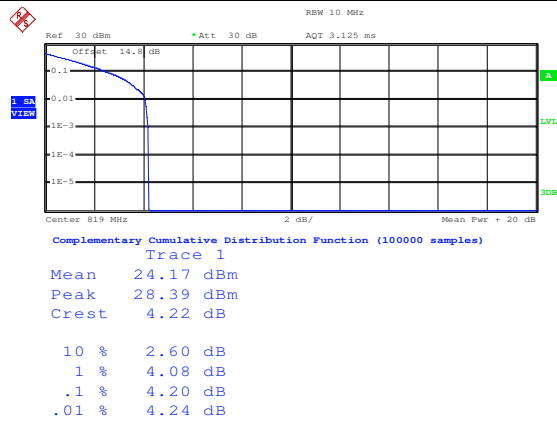 RBW 10 MHz
Ref 30 dBm * Att 30 dB AQT 3.125 ms
Offset 14.8 dB
0.1
A
0.01
1 SA
VIEW
LVL
1E-3
1E-4
1E-5
3DB
Center 819 MHz 2 dB/ Mean Pwr + 20 dB
Complementary Cumulative Distribution Function (100000 samples)
Trace 1
Mean 24.17 dBm
Peak 28.39 dBm
Crest 4.22 dB
10 % 2.60 dB
1 % 4.08 dB
.1 % 4.20 dB
.01 % 4.24 dB